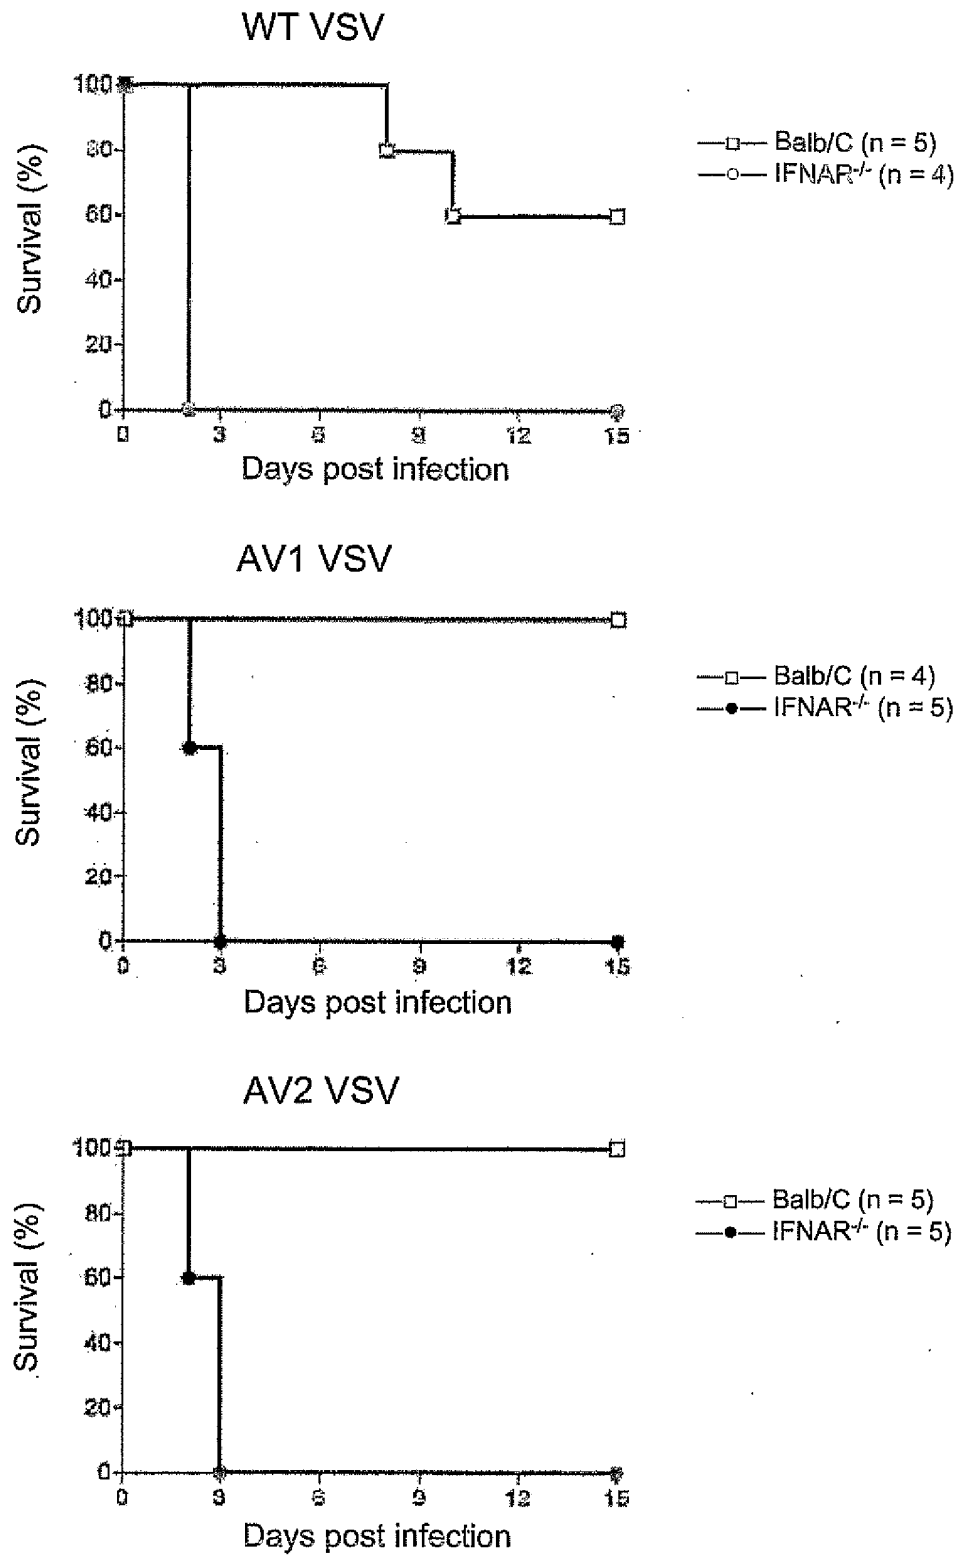 WT VSV
100
80
60
40
20
0
Survival (%)
0 3 6 9 12 15
Days post infection
Balb/C (n = 5)
IFNAR-/- (n = 4)
AV1 VSV
100
80
60
40
20
0
Survival (%)
0 3 6 9 12 15
Days post infection
Balb/C (n = 4)
IFNAR-/- (n = 5)
AV2 VSV
100
80
60
40
20
0
Survival (%)
0 3 6 9 12 15
Days post infection
Balb/C (n = 5)
IFNAR-/- (n = 5)